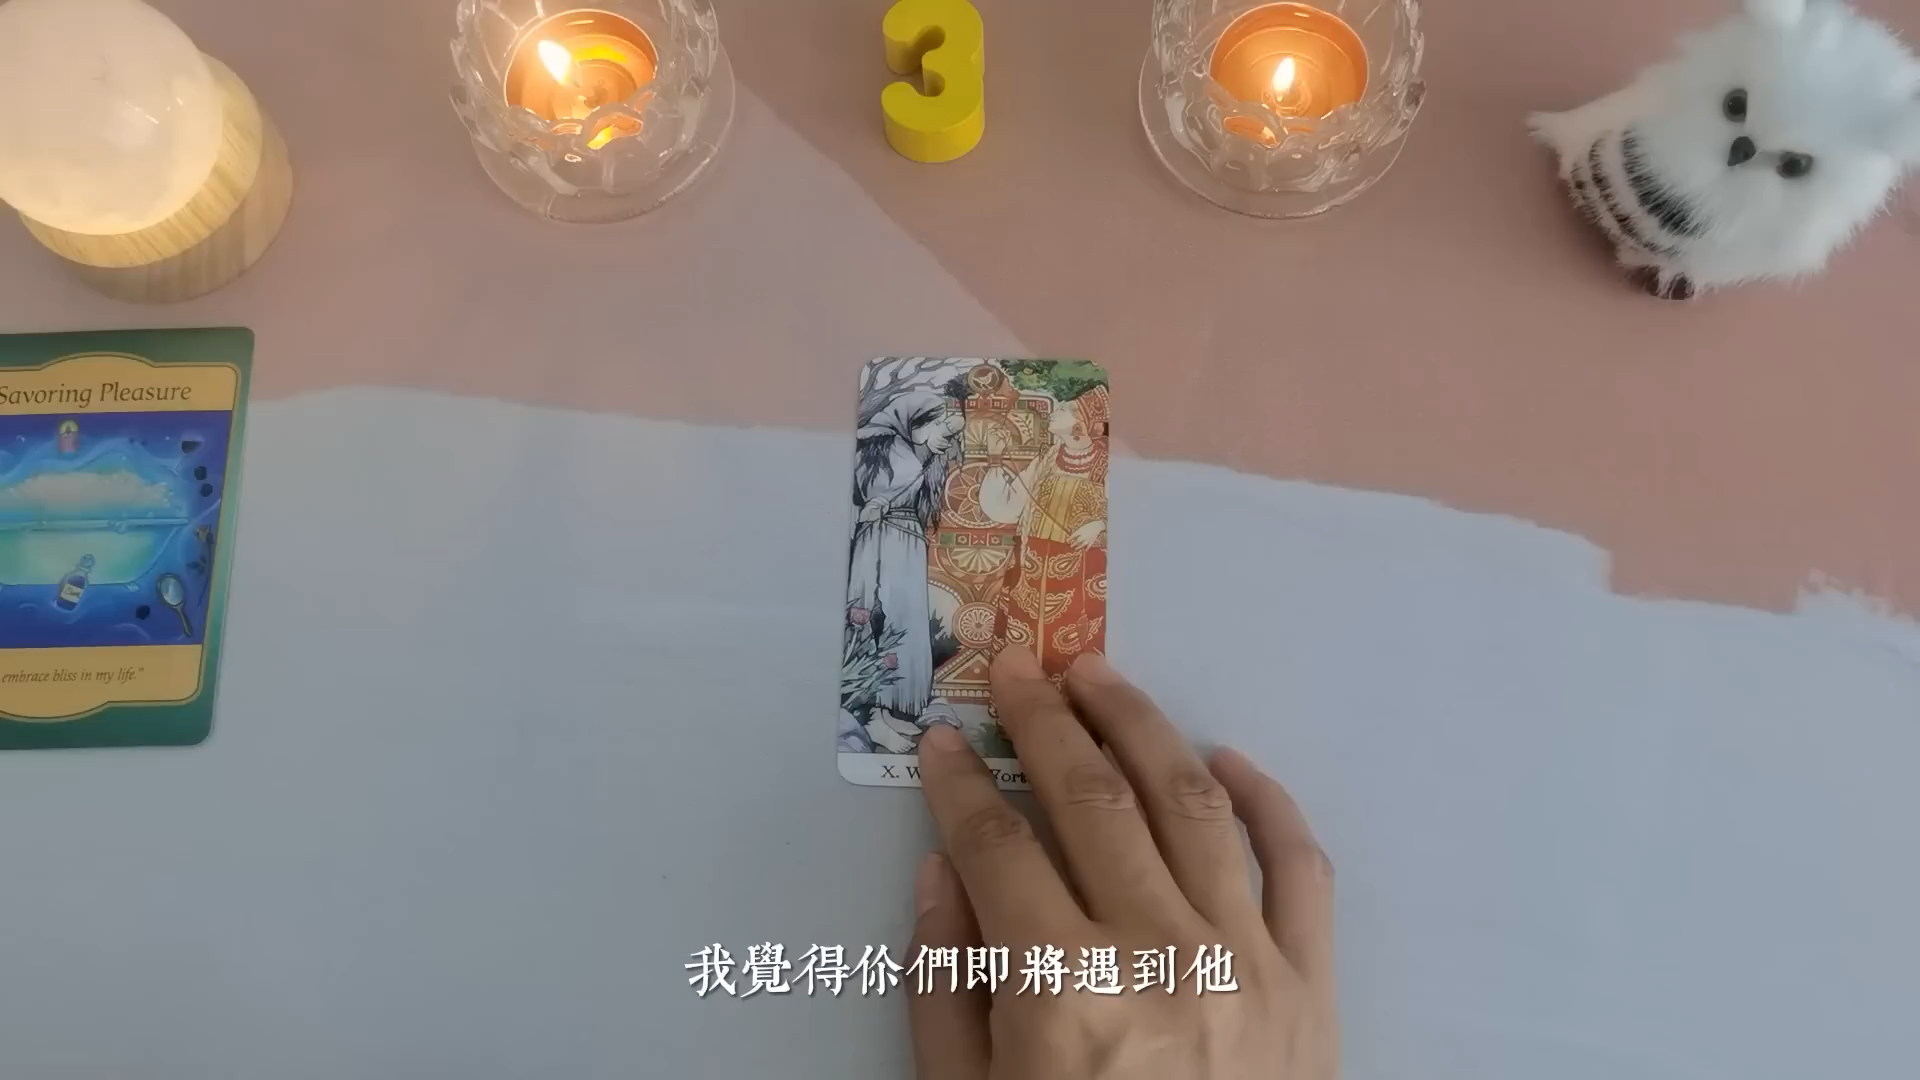 3
Savoring Pleasure
embrace bliss in my life."
X. W
Fort
我覺得你們即將遇到他